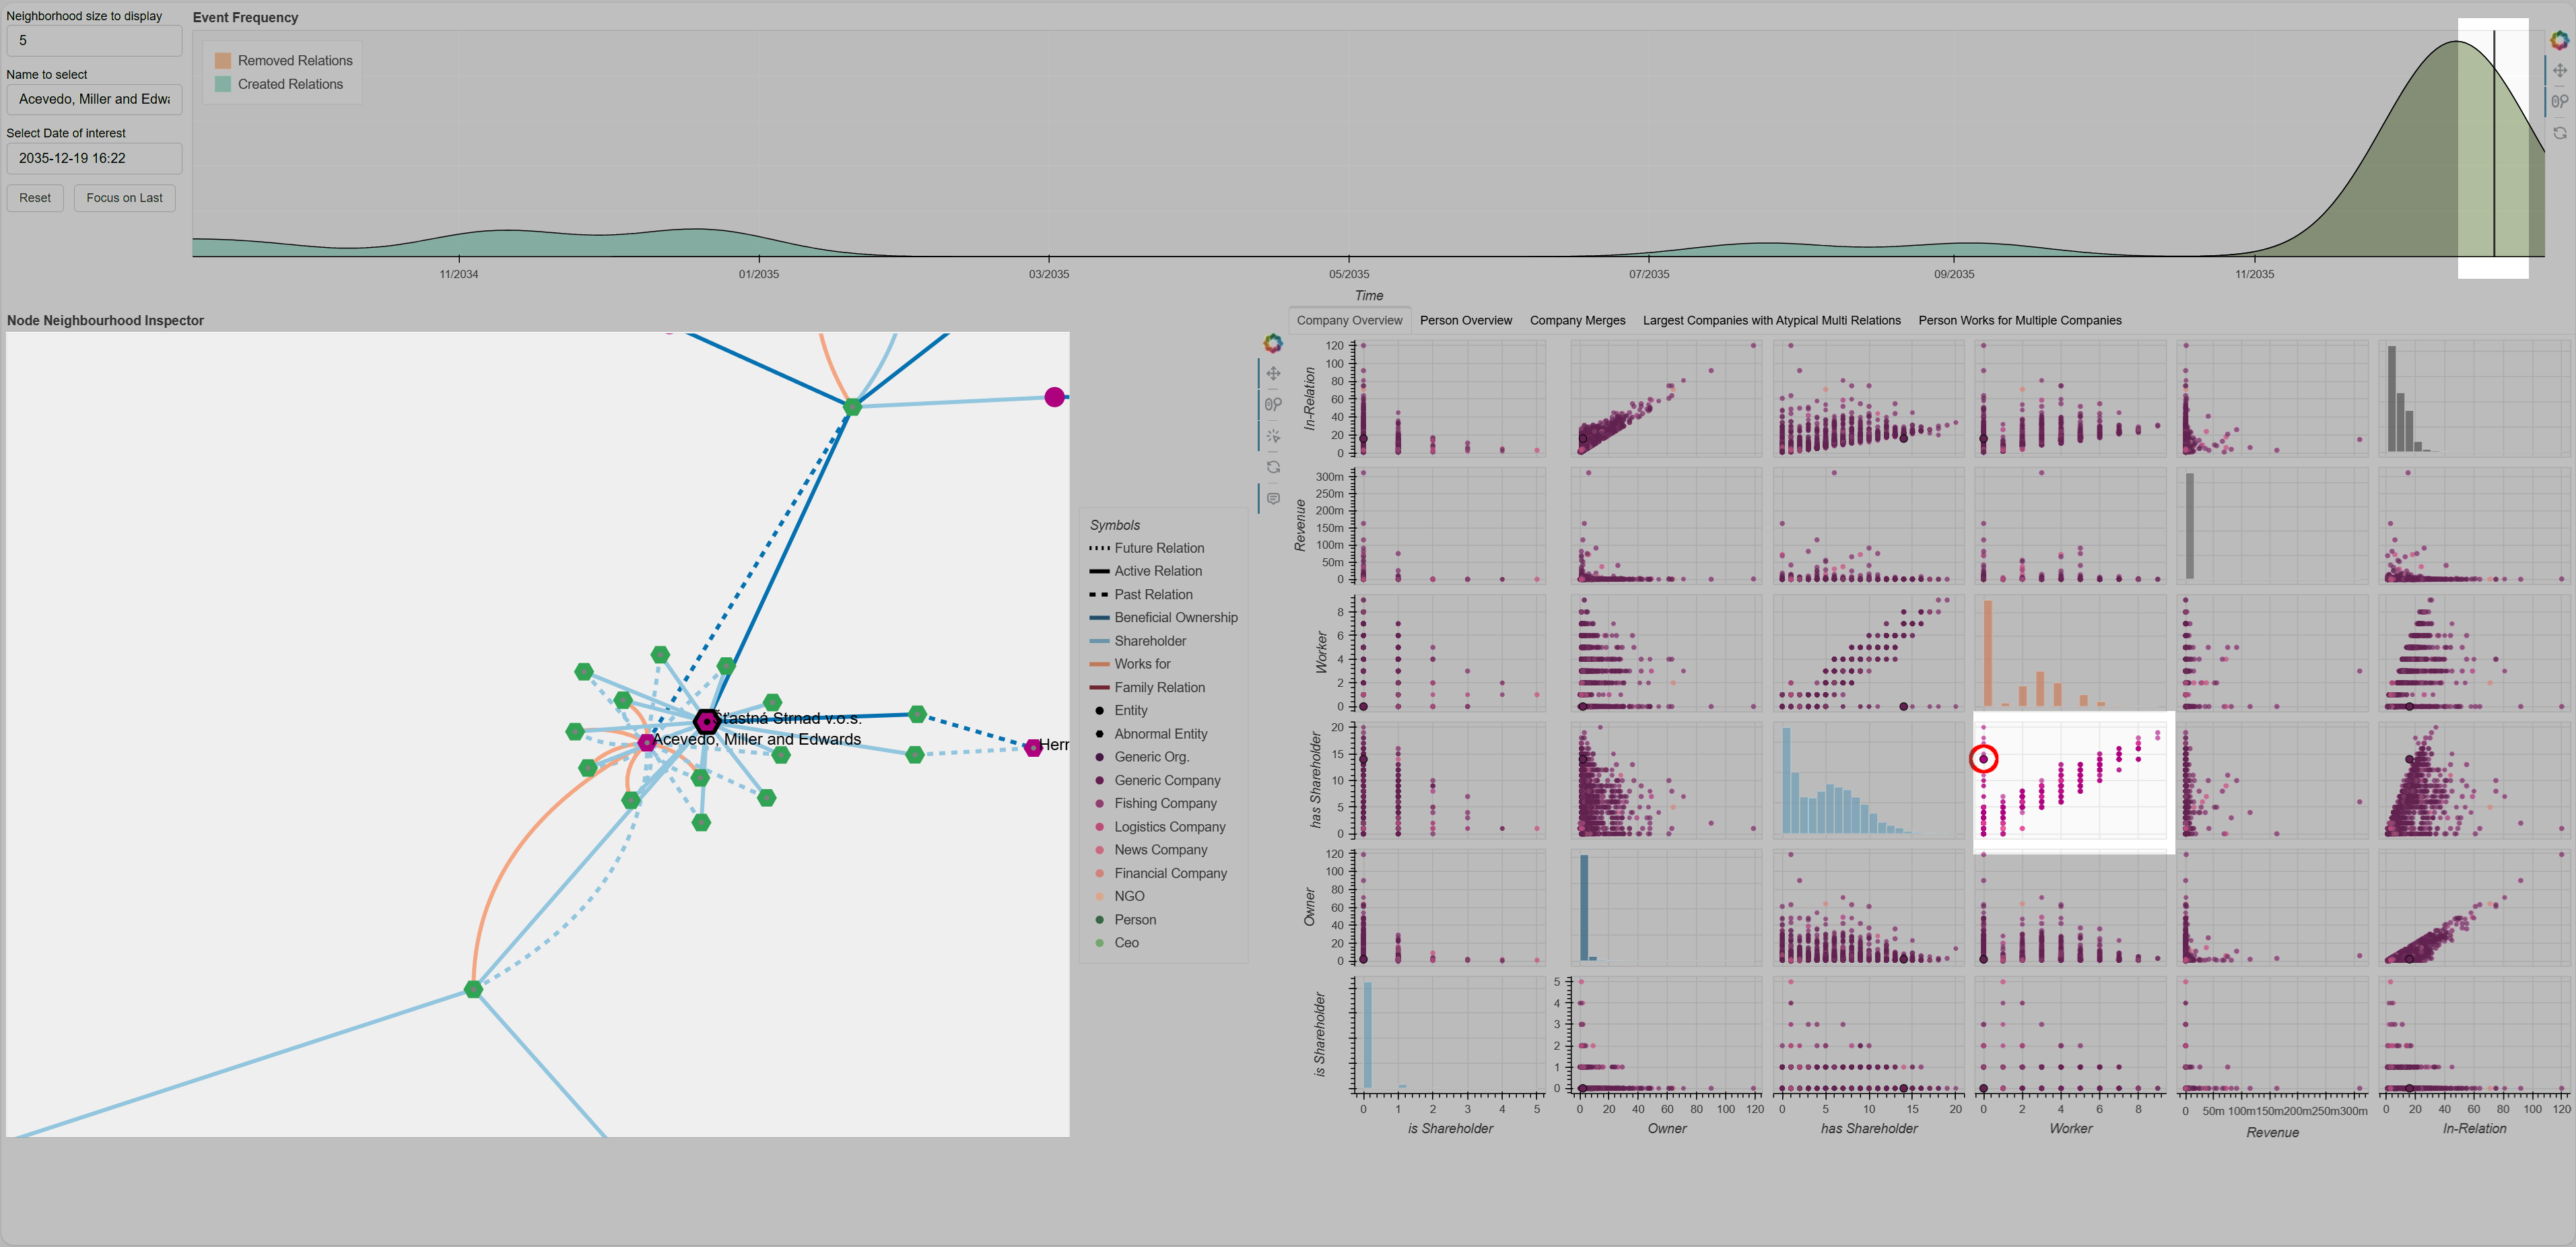 Neighborhood size to display
5
Name to select
Acevedo, Miller and Edwa
Select Date of interest
2035-12-19 16:22
Reset
Focus on Last
Event Frequency
Removed Relations
Created Relations
11/2034
01/2035
03/2035
05/2035
07/2035
09/2035
11/2035
Time
Node Neighbourhood Inspector
Šťastná Strnad v.o.s.
Acevedo, Miller and Edwards
Herr
Symbols
Future Relation
Active Relation
Past Relation
Beneficial Ownership
Shareholder
Works for
Family Relation
Entity
Abnormal Entity
Generic Org.
Generic Company
Fishing Company
Logistics Company
News Company
Financial Company
NGO
Person
Ceo
Company Overview
Person Overview
Company Merges
Largest Companies with Atypical Multi Relations
Person Works for Multiple Companies
In-Relation
120
100
80
60
40
20
0
Revenue
300m
250m
200m
150m
100m
50m
0
Worker
8
6
4
2
0
has Shareholder
20
15
10
5
0
Owner
120
100
80
60
40
20
0
is Shareholder
5
4
3
2
1
0
0 1 2 3 4 5
0 20 40 60 80 100 120
0 5 10 15 20
0 2 4 6 8
0 50m 100m150m200m250m300m
0 20 40 60 80 100 120
is Shareholder
Owner
has Shareholder
Worker
Revenue
In-Relation